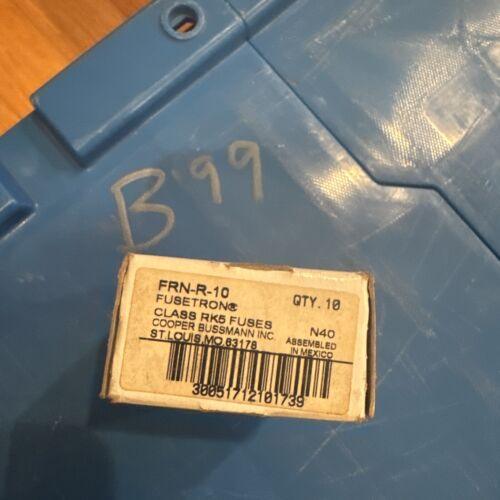 B'99
FRN-R-10
QTY. 10
FUSETRON®
CLASS RK5 FUSES
COOPER BUSSMANN INC.
ST. LOUIS, MO. 63178
N40
ASSEMBLED
IN MEXICO
30051712101739